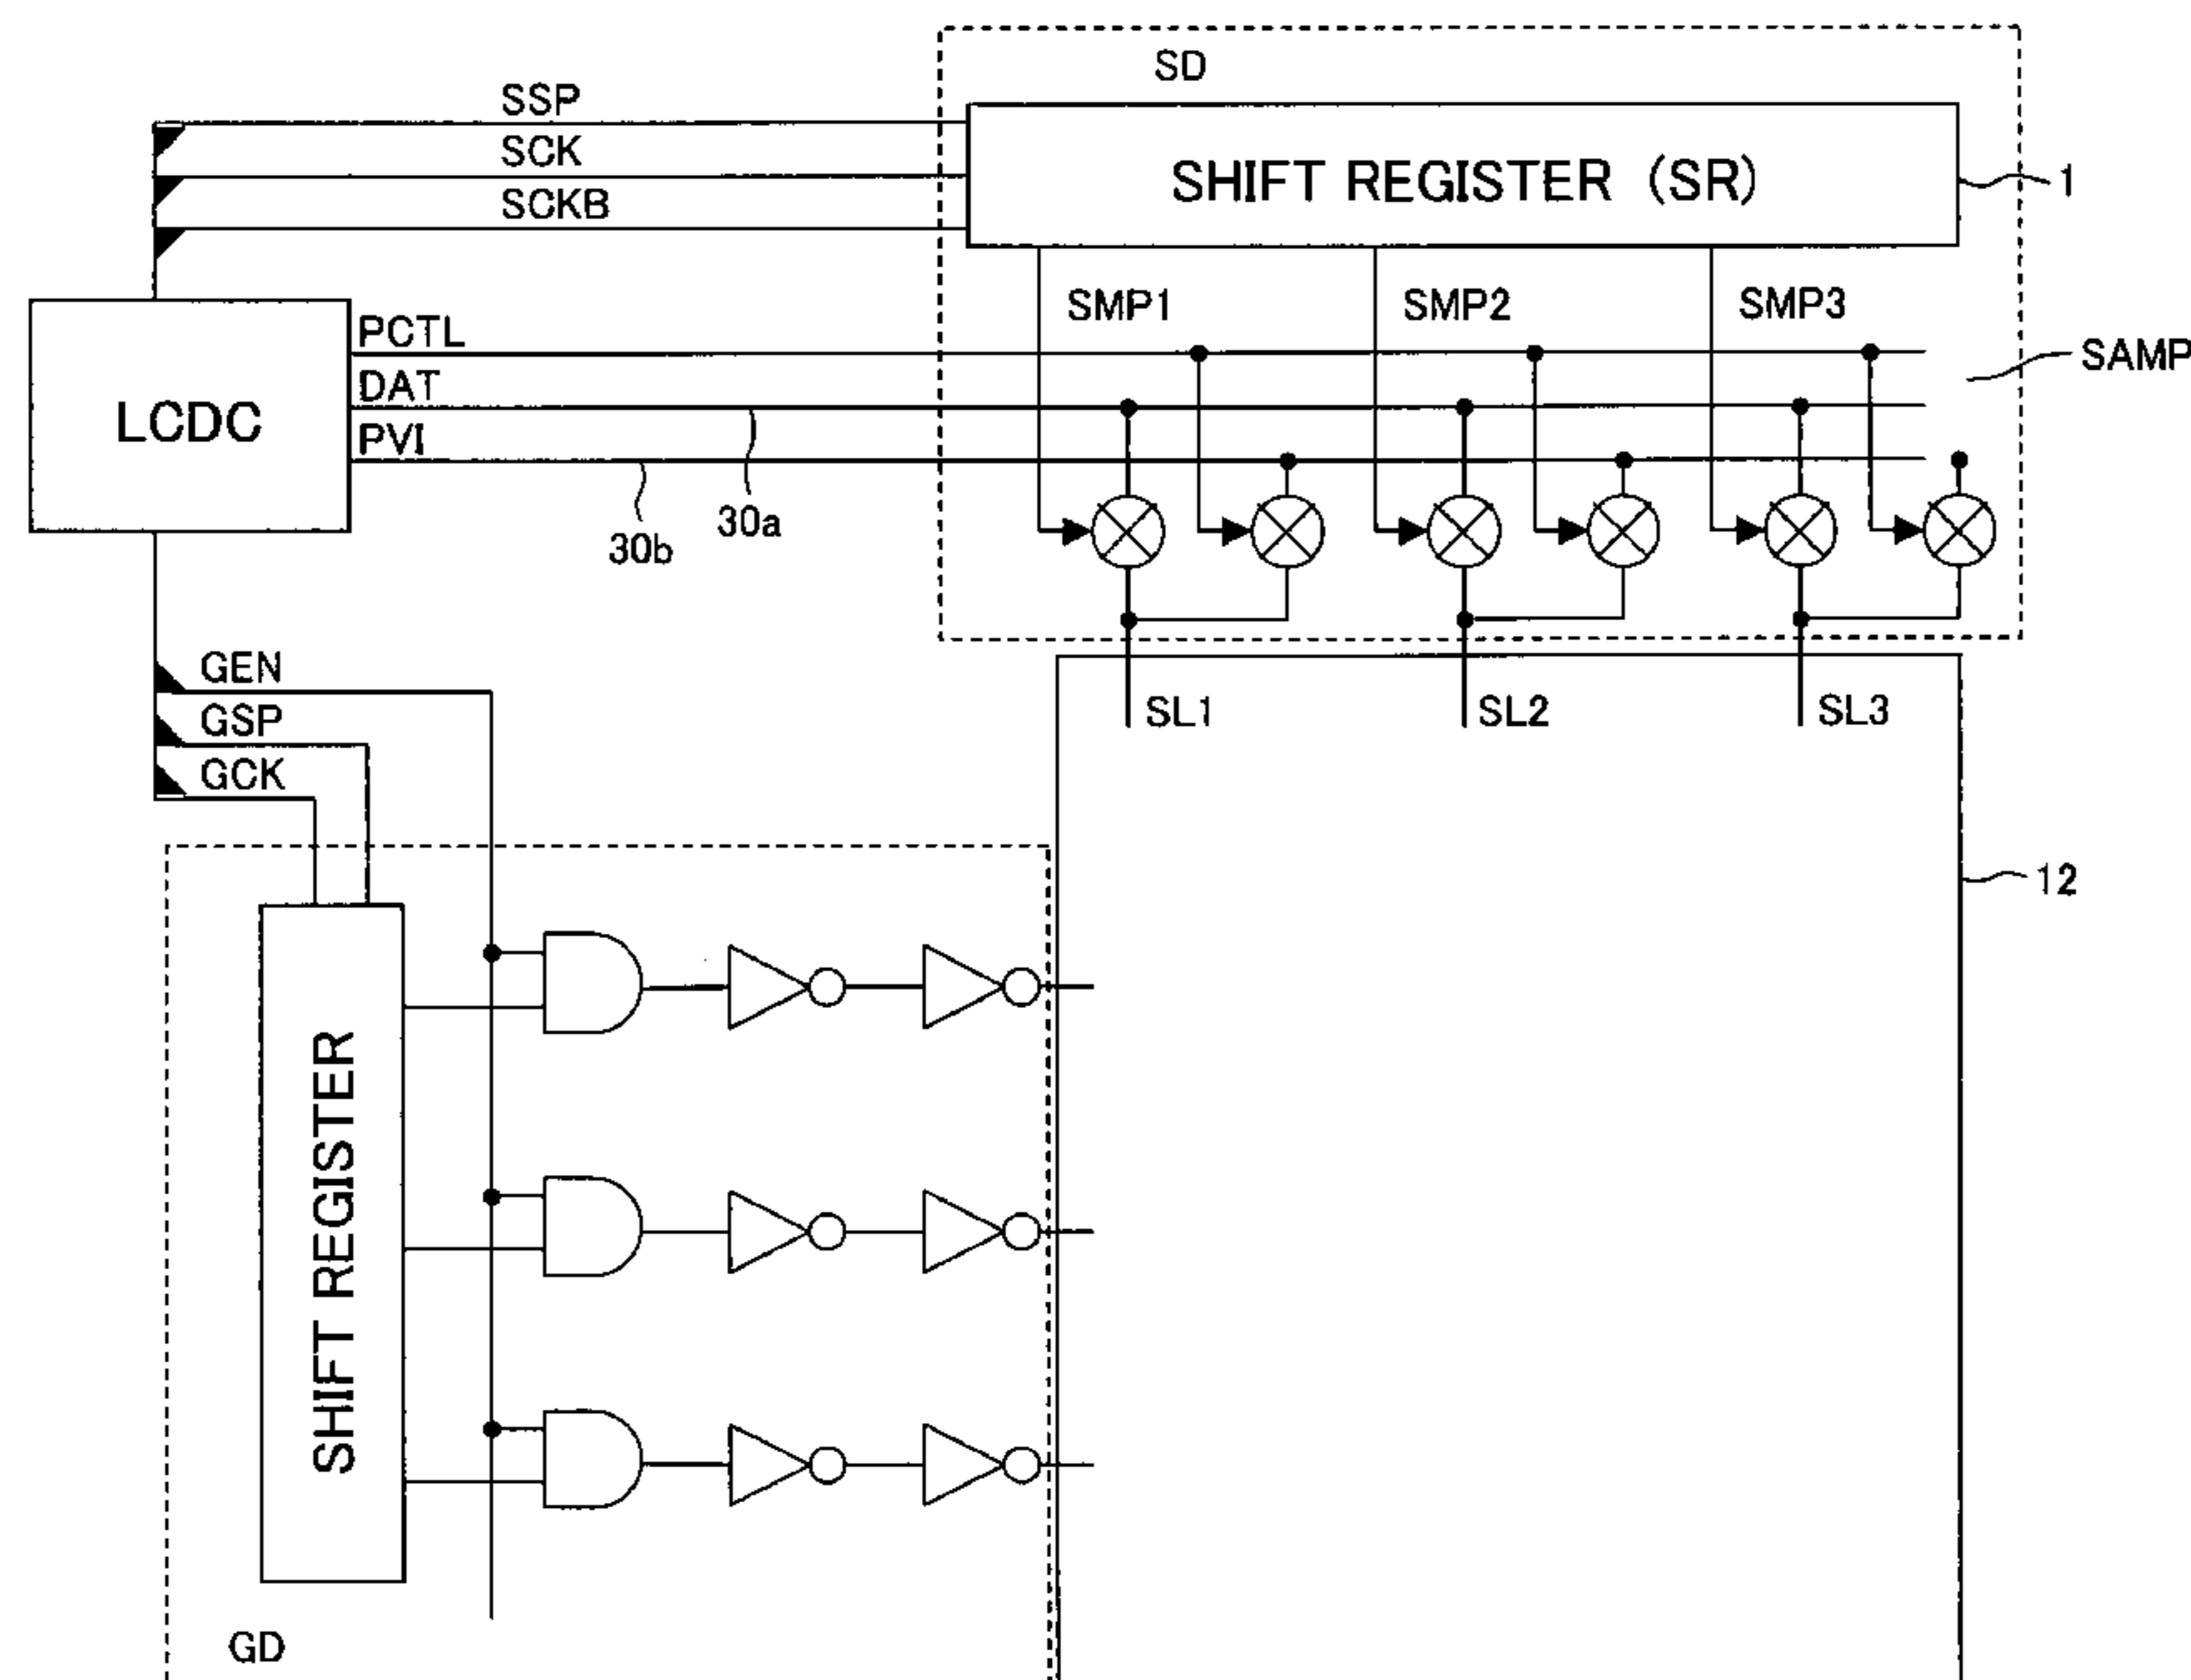 SD
SSP
SCK
SCKB
SHIFT REGISTER (SR)
1
SMP1
SMP2
SMP3
PCTL
DAT
PVI
LCDC
SAMP
30a
30b
GEN
GSP
GCK
SL1
SL2
SL3
12
SHIFT REGISTER
GD